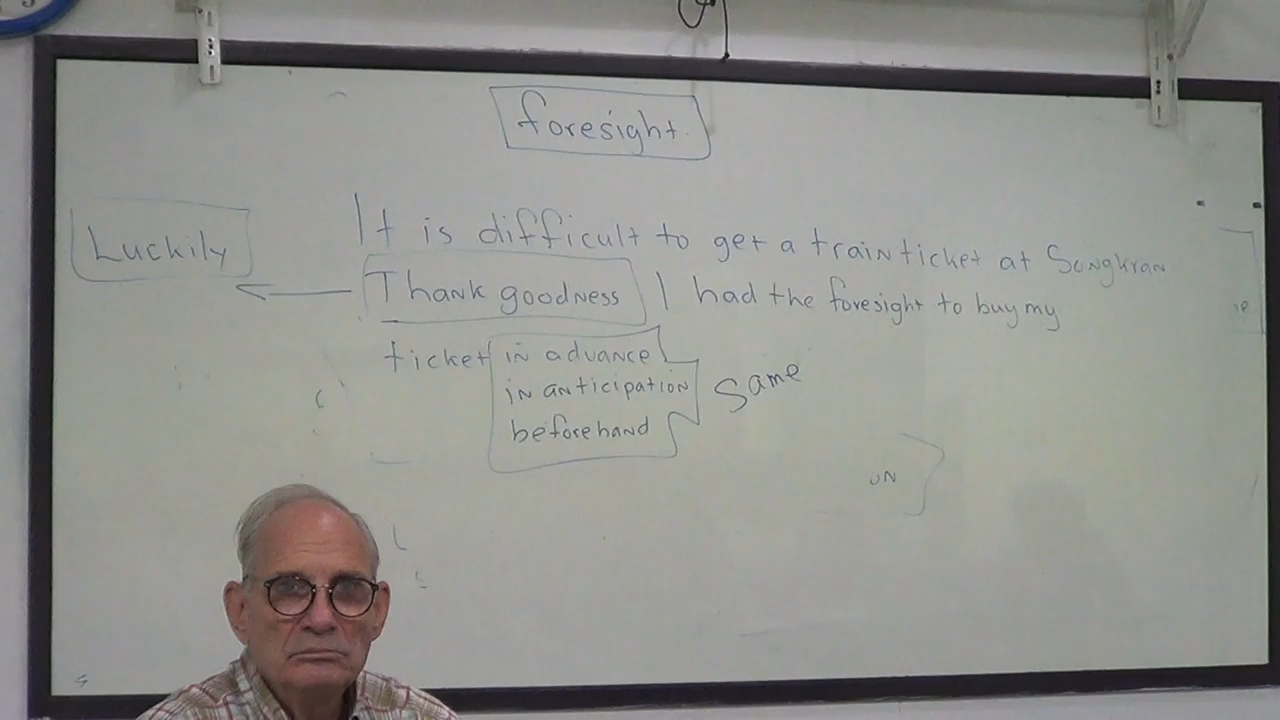 foresight
Luckily
It is difficult to get a train ticket at Songkran
Thank goodness I had the foresight to buy my
ticket in advance
in anticipation
beforehand
same
ON